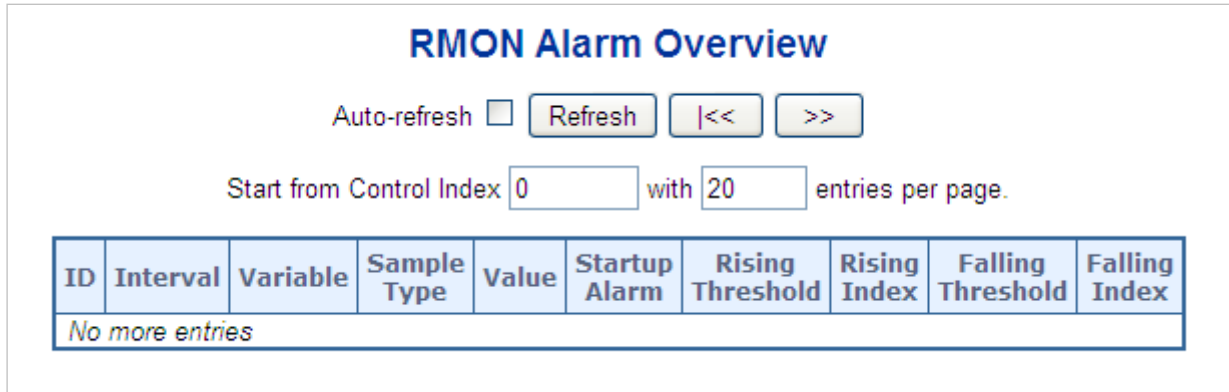 RMON Alarm Overview
Auto-refresh Refresh |<< >>
Start from Control Index 0 with 20 entries per page.
ID Interval Variable Sample Type Value Startup Alarm Rising Threshold Rising Index Falling Threshold Falling Index
No more entries